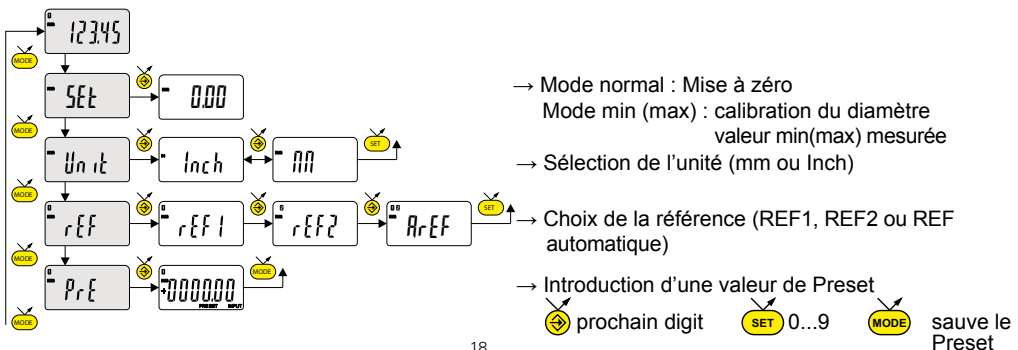 123.45
MODE
SEt 0.00
→ Mode normal : Mise à zéro
Mode min (max) : calibration du diamètre
valeur min(max) mesurée
MODE
SET
Unit Inch MM
→ Sélection de l'unité (mm ou Inch)
MODE
SET
rEF rEF1 rEF2 ArEF
→ Choix de la référence (REF1, REF2 ou REF
automatique)
MODE
MODE
PrE +0000.00
PRESET INPUT
→ Introduction d'une valeur de Preset
MODE
prochain digit SET 0...9 MODE sauve le
Preset
18